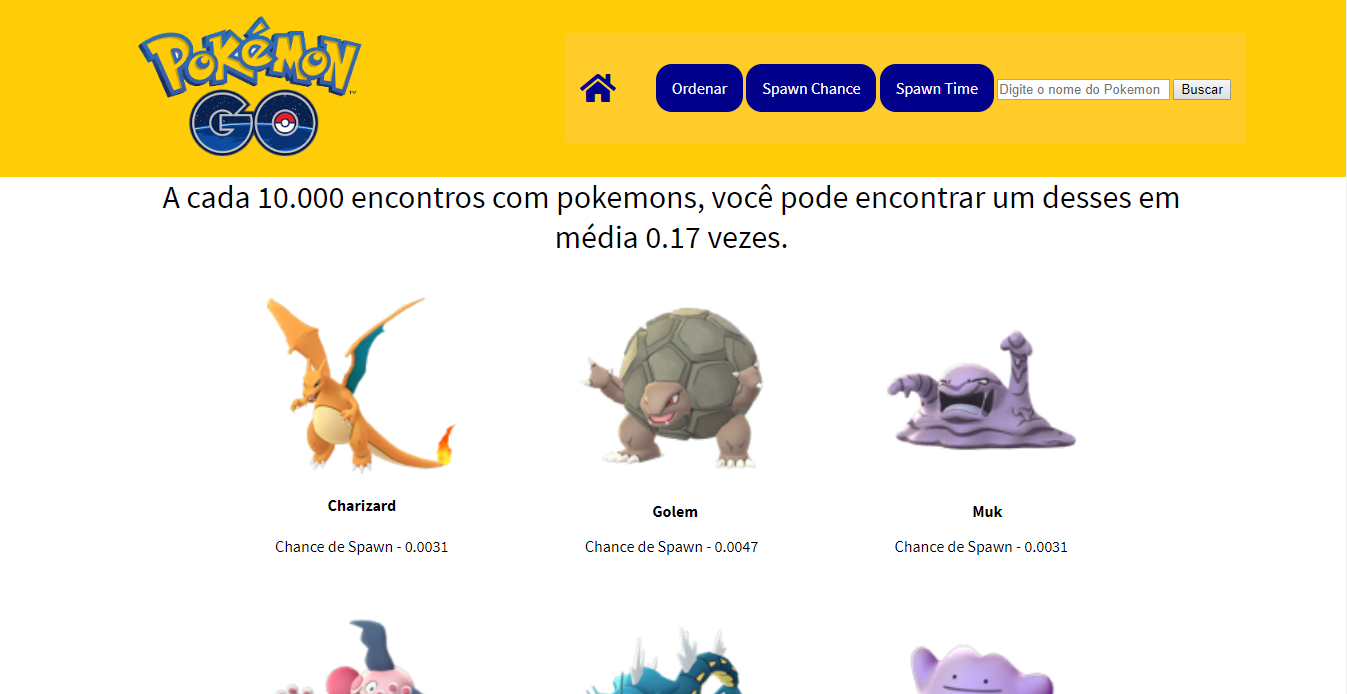 POKéMON
GO
Ordenar
Spawn Chance
Spawn Time
Digite o nome do Pokemon
Buscar
A cada 10.000 encontros com pokemons, você pode encontrar um desses em
média 0.17 vezes.
Charizard
Golem
Muk
Chance de Spawn - 0.0031
Chance de Spawn - 0.0047
Chance de Spawn - 0.0031